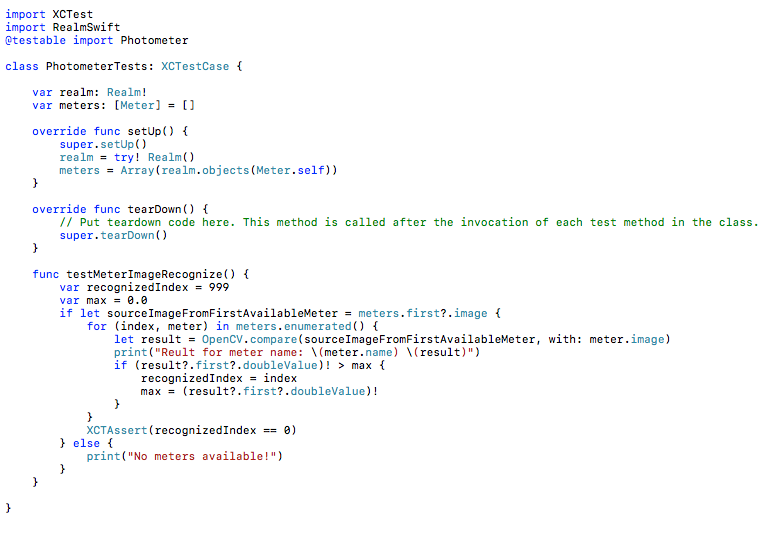 import XCTest
import RealmSwift
@testable import Photometer
class PhotometerTests: XCTestCase {
var realm: Realm!
var meters: [Meter] = []
override func setUp() {
super.setUp()
realm = try! Realm()
meters = Array(realm.objects(Meter.self))
}
override func tearDown() {
// Put teardown code here. This method is called after the invocation of each test method in the class.
super.tearDown()
}
func testMeterImageRecognize() {
var recognizedIndex = 999
var max = 0.0
if let sourceImageFromFirstAvailableMeter = meters.first?.image {
for (index, meter) in meters.enumerated() {
let result = OpenCV.compare(sourceImageFromFirstAvailableMeter, with: meter.image)
print("Reult for meter name: \(meter.name) \(result)")
if (result?.first?.doubleValue)! > max {
recognizedIndex = index
max = (result?.first?.doubleValue)!
}
}
XCTAssert(recognizedIndex == 0)
} else {
print("No meters available!")
}
}
}